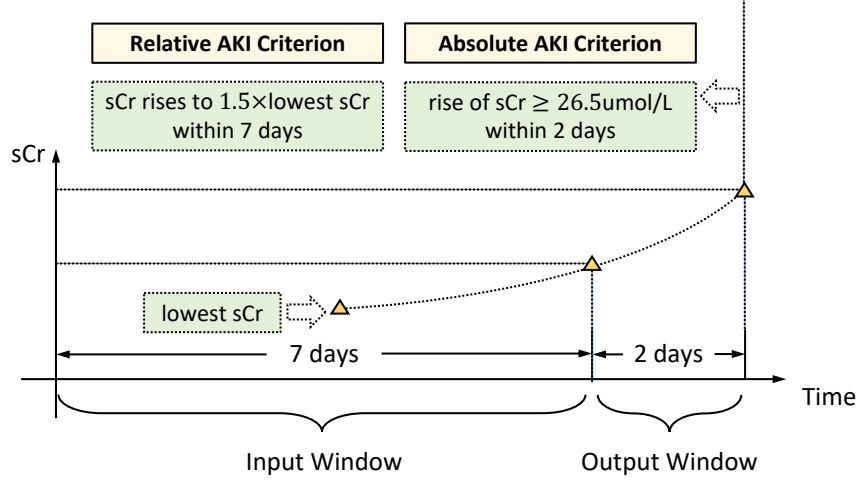 Relative AKI Criterion
Absolute AKI Criterion
sCr rises to 1.5×lowest sCr
within 7 days
rise of sCr ≥ 26.5umol/L
within 2 days
sCr
lowest sCr
7 days
2 days
Time
Input Window
Output Window